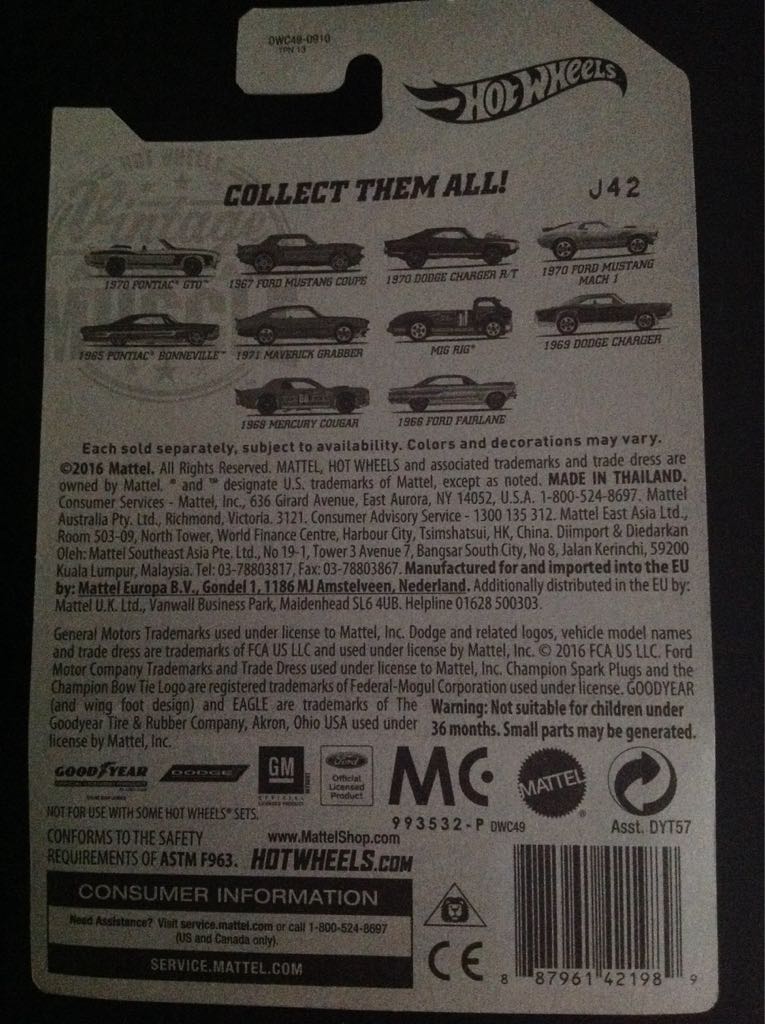 DWC49-0910
TPN 13
HOT WHEELS
COLLECT THEM ALL!
J42
HOT WHEELS
Vintage
1970 PONTIAC® GTO™ 1967 FORD MUSTANG COUPE 1970 DODGE CHARGER R/T 1970 FORD MUSTANG
MACH 1
1965 PONTIAC® BONNEVILLE™ 1971 MAVERICK GRABBER MIG RIG® 1969 DODGE CHARGER
1968 MERCURY COUGAR 1966 FORD FAIRLANE
Each sold separately, subject to availability. Colors and decorations may vary.
©2016 Mattel. All Rights Reserved. MATTEL, HOT WHEELS and associated trademarks and trade dress are
owned by Mattel. ® and ™ designate U.S. trademarks of Mattel, except as noted. MADE IN THAILAND.
Consumer Services - Mattel, Inc., 636 Girard Avenue, East Aurora, NY 14052, U.S.A. 1-800-524-8697. Mattel
Australia Pty. Ltd., Richmond, Victoria. 3121. Consumer Advisory Service - 1300 135 312. Mattel East Asia Ltd.,
Room 503-09, North Tower, World Finance Centre, Harbour City, Tsimshatsui, HK, China. Diimport & Diedarkan
Oleh: Mattel Southeast Asia Pte. Ltd., No 19-1, Tower 3 Avenue 7, Bangsar South City, No 8, Jalan Kerinchi, 59200
Kuala Lumpur, Malaysia. Tel: 03-78803817, Fax: 03-78803867. Manufactured for and imported into the EU
by: Mattel Europa B.V., Gondel 1, 1186 MJ Amstelveen, Nederland. Additionally distributed in the EU by:
Mattel U.K. Ltd., Vanwall Business Park, Maidenhead SL6 4UB. Helpline 01628 500303.
General Motors Trademarks used under license to Mattel, Inc. Dodge and related logos, vehicle model names
and trade dress are trademarks of FCA US LLC and used under license by Mattel, Inc. © 2016 FCA US LLC. Ford
Motor Company Trademarks and Trade Dress used under license to Mattel, Inc. Champion Spark Plugs and the
Champion Bow Tie Logo are registered trademarks of Federal-Mogul Corporation used under license. GOODYEAR
(and wing foot design) and EAGLE are trademarks of The
Goodyear Tire & Rubber Company, Akron, Ohio USA used under
license by Mattel, Inc.
Warning: Not suitable for children under
36 months. Small parts may be generated.
GOODYEAR DODGE GM Ford
OFFICIAL
LICENSED PRODUCT
Official
Licensed
Product
MC
MATTEL
993532-P DWC49
Asst. DYT57
NOT FOR USE WITH SOME HOT WHEELS® SETS.
CONFORMS TO THE SAFETY
REQUIREMENTS OF ASTM F963.
www.MattelShop.com
HOTWHEELS.COM
CONSUMER INFORMATION
Need Assistance? Visit service.mattel.com or call 1-800-524-8697
(US and Canada only).
SERVICE.MATTEL.COM
CE
8 87961 42198 9